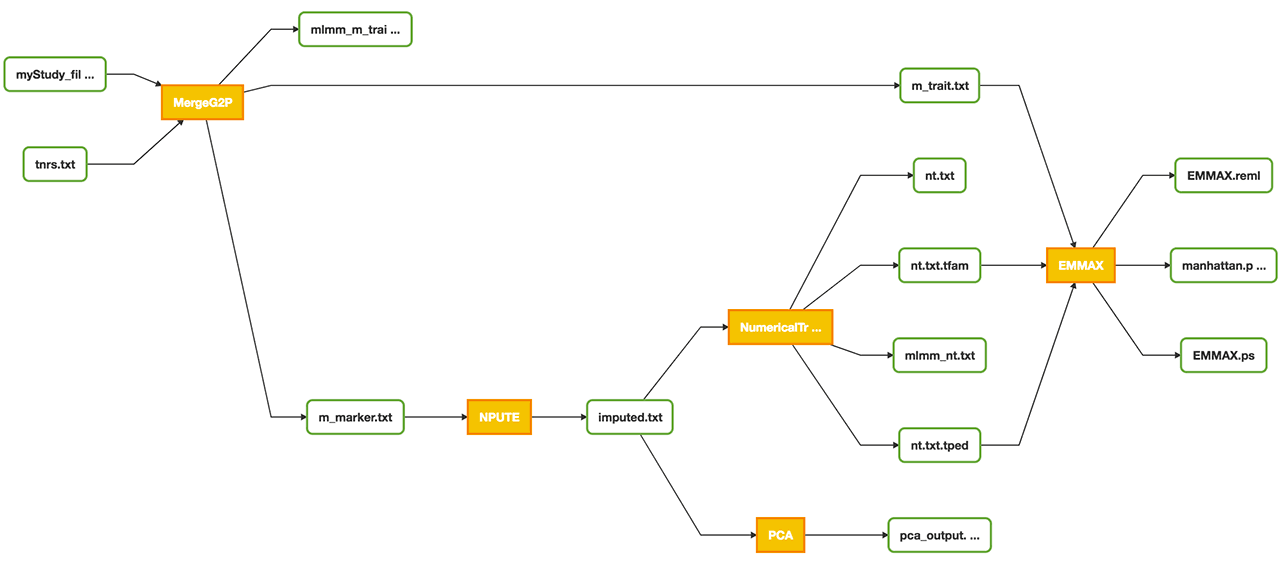 mlmm_m_trai ...
myStudy_fil ...
m_trait.txt
MergeG2P
tnrs.txt
nt.txt
EMMAX.reml
nt.txt.tfam
EMMAX
manhattan.p ...
NumericalTr ...
mlmm_nt.txt
EMMAX.ps
m_marker.txt
NPUTE
imputed.txt
nt.txt.tped
PCA
pca_output. ...